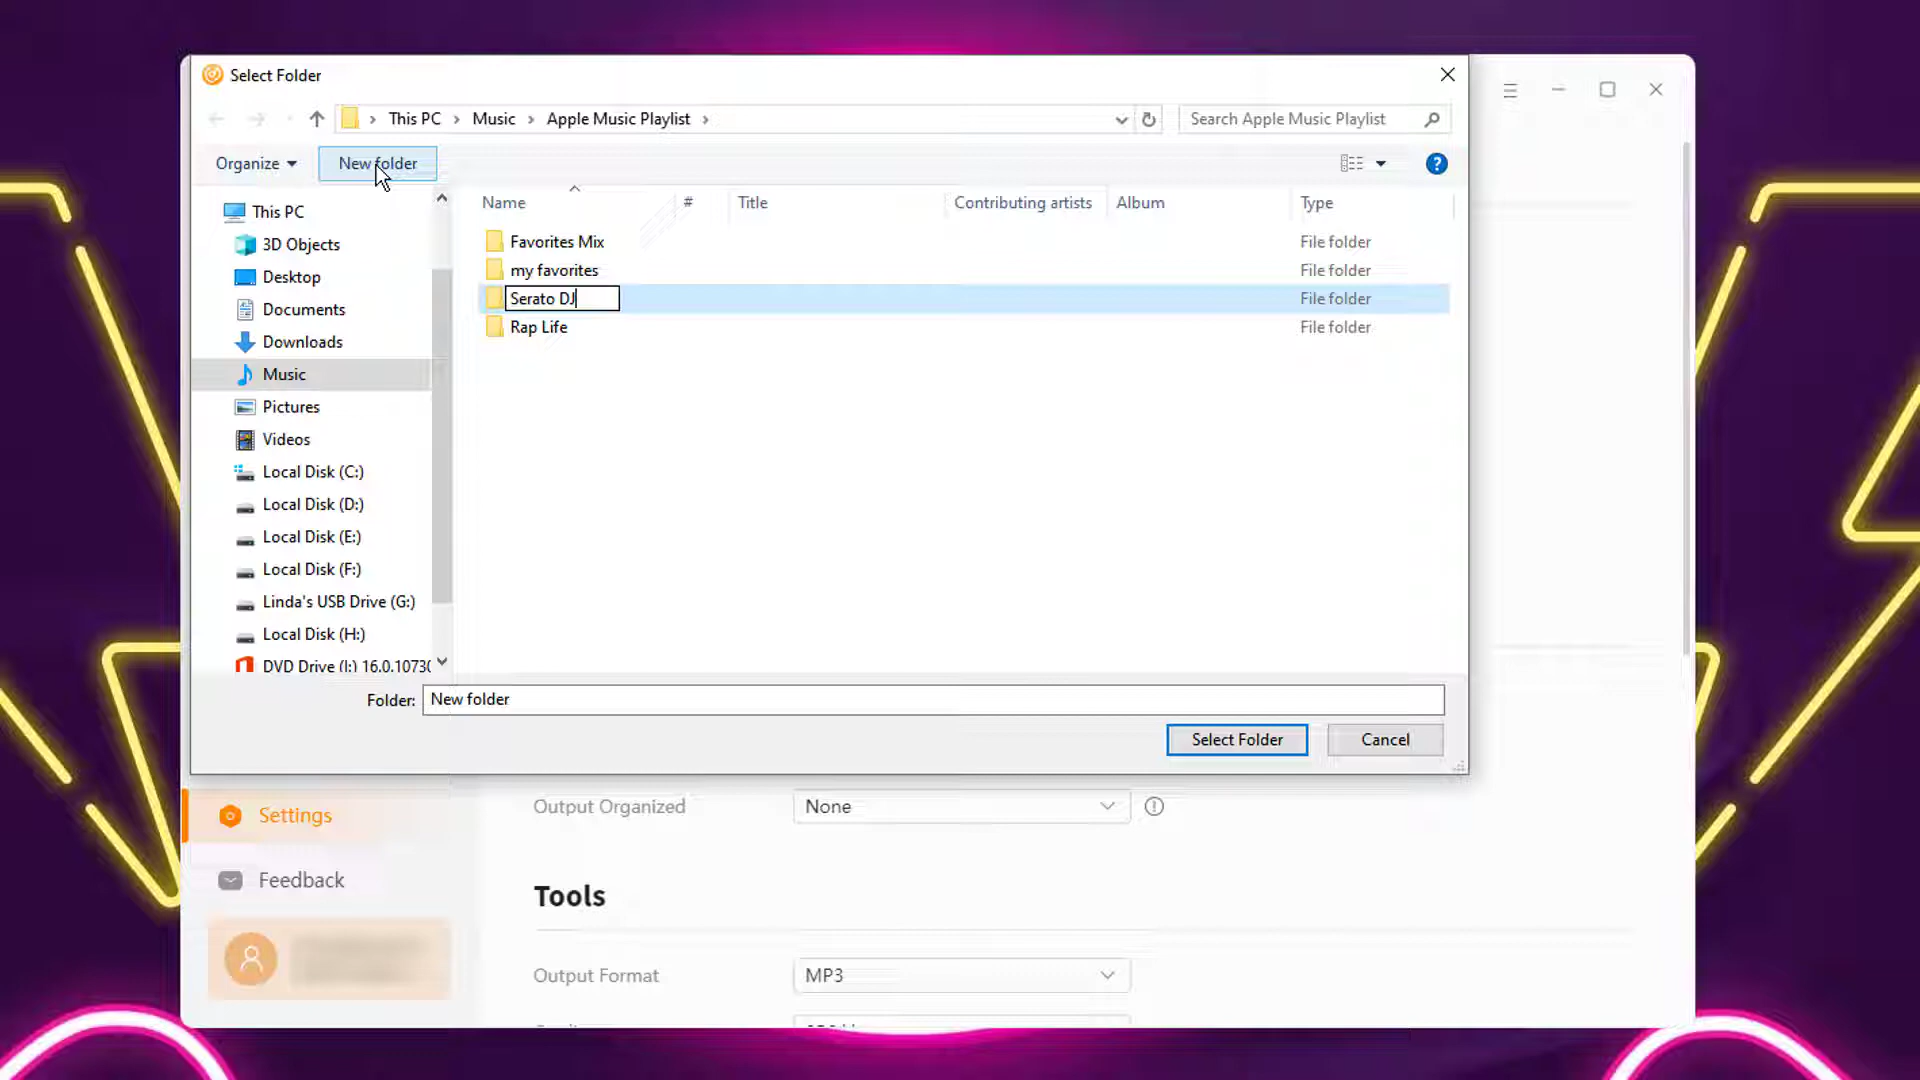 Select Folder
This PC > Music > Apple Music Playlist >
Search Apple Music Playlist
Organize
New folder
This PC
3D Objects
Desktop
Documents
Downloads
Music
Pictures
Videos
Local Disk (C:)
Local Disk (D:)
Local Disk (E:)
Local Disk (F:)
Linda's USB Drive (G:)
Local Disk (H:)
DVD Drive (I:) 16.0.1073
Name # Title Contributing artists Album Type
Favorites Mix File folder
my favorites File folder
Serato DJ File folder
Rap Life File folder
Folder: New folder
Select Folder
Cancel
Settings
Feedback
Output Organized None
Tools
Output Format MP3